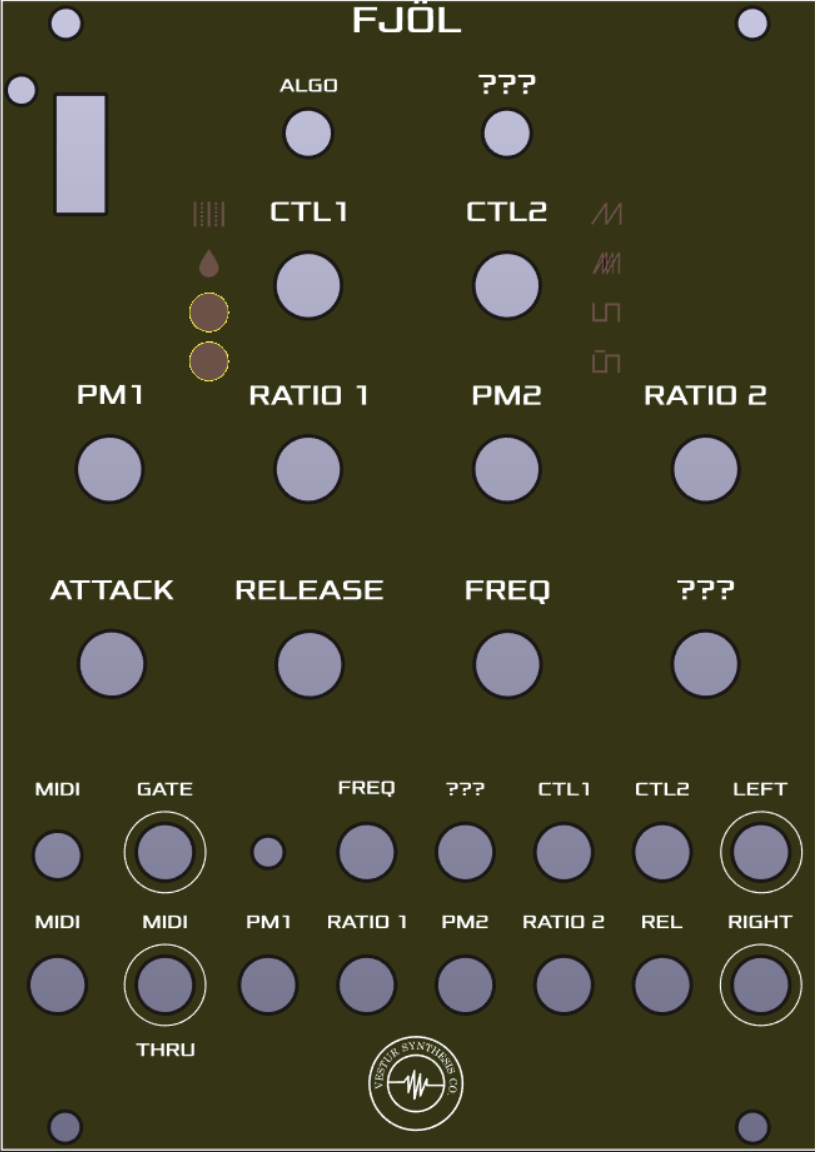 FJÖL
ALGO ???
CTL1 CTL2
PM1 RATIO 1 PM2 RATIO 2
ATTACK RELEASE FREQ ???
MIDI GATE FREQ ??? CTL1 CTL2 LEFT
MIDI MIDI PM1 RATIO 1 PM2 RATIO 2 REL RIGHT
THRU
VESTUR SYNTHESIS CO.